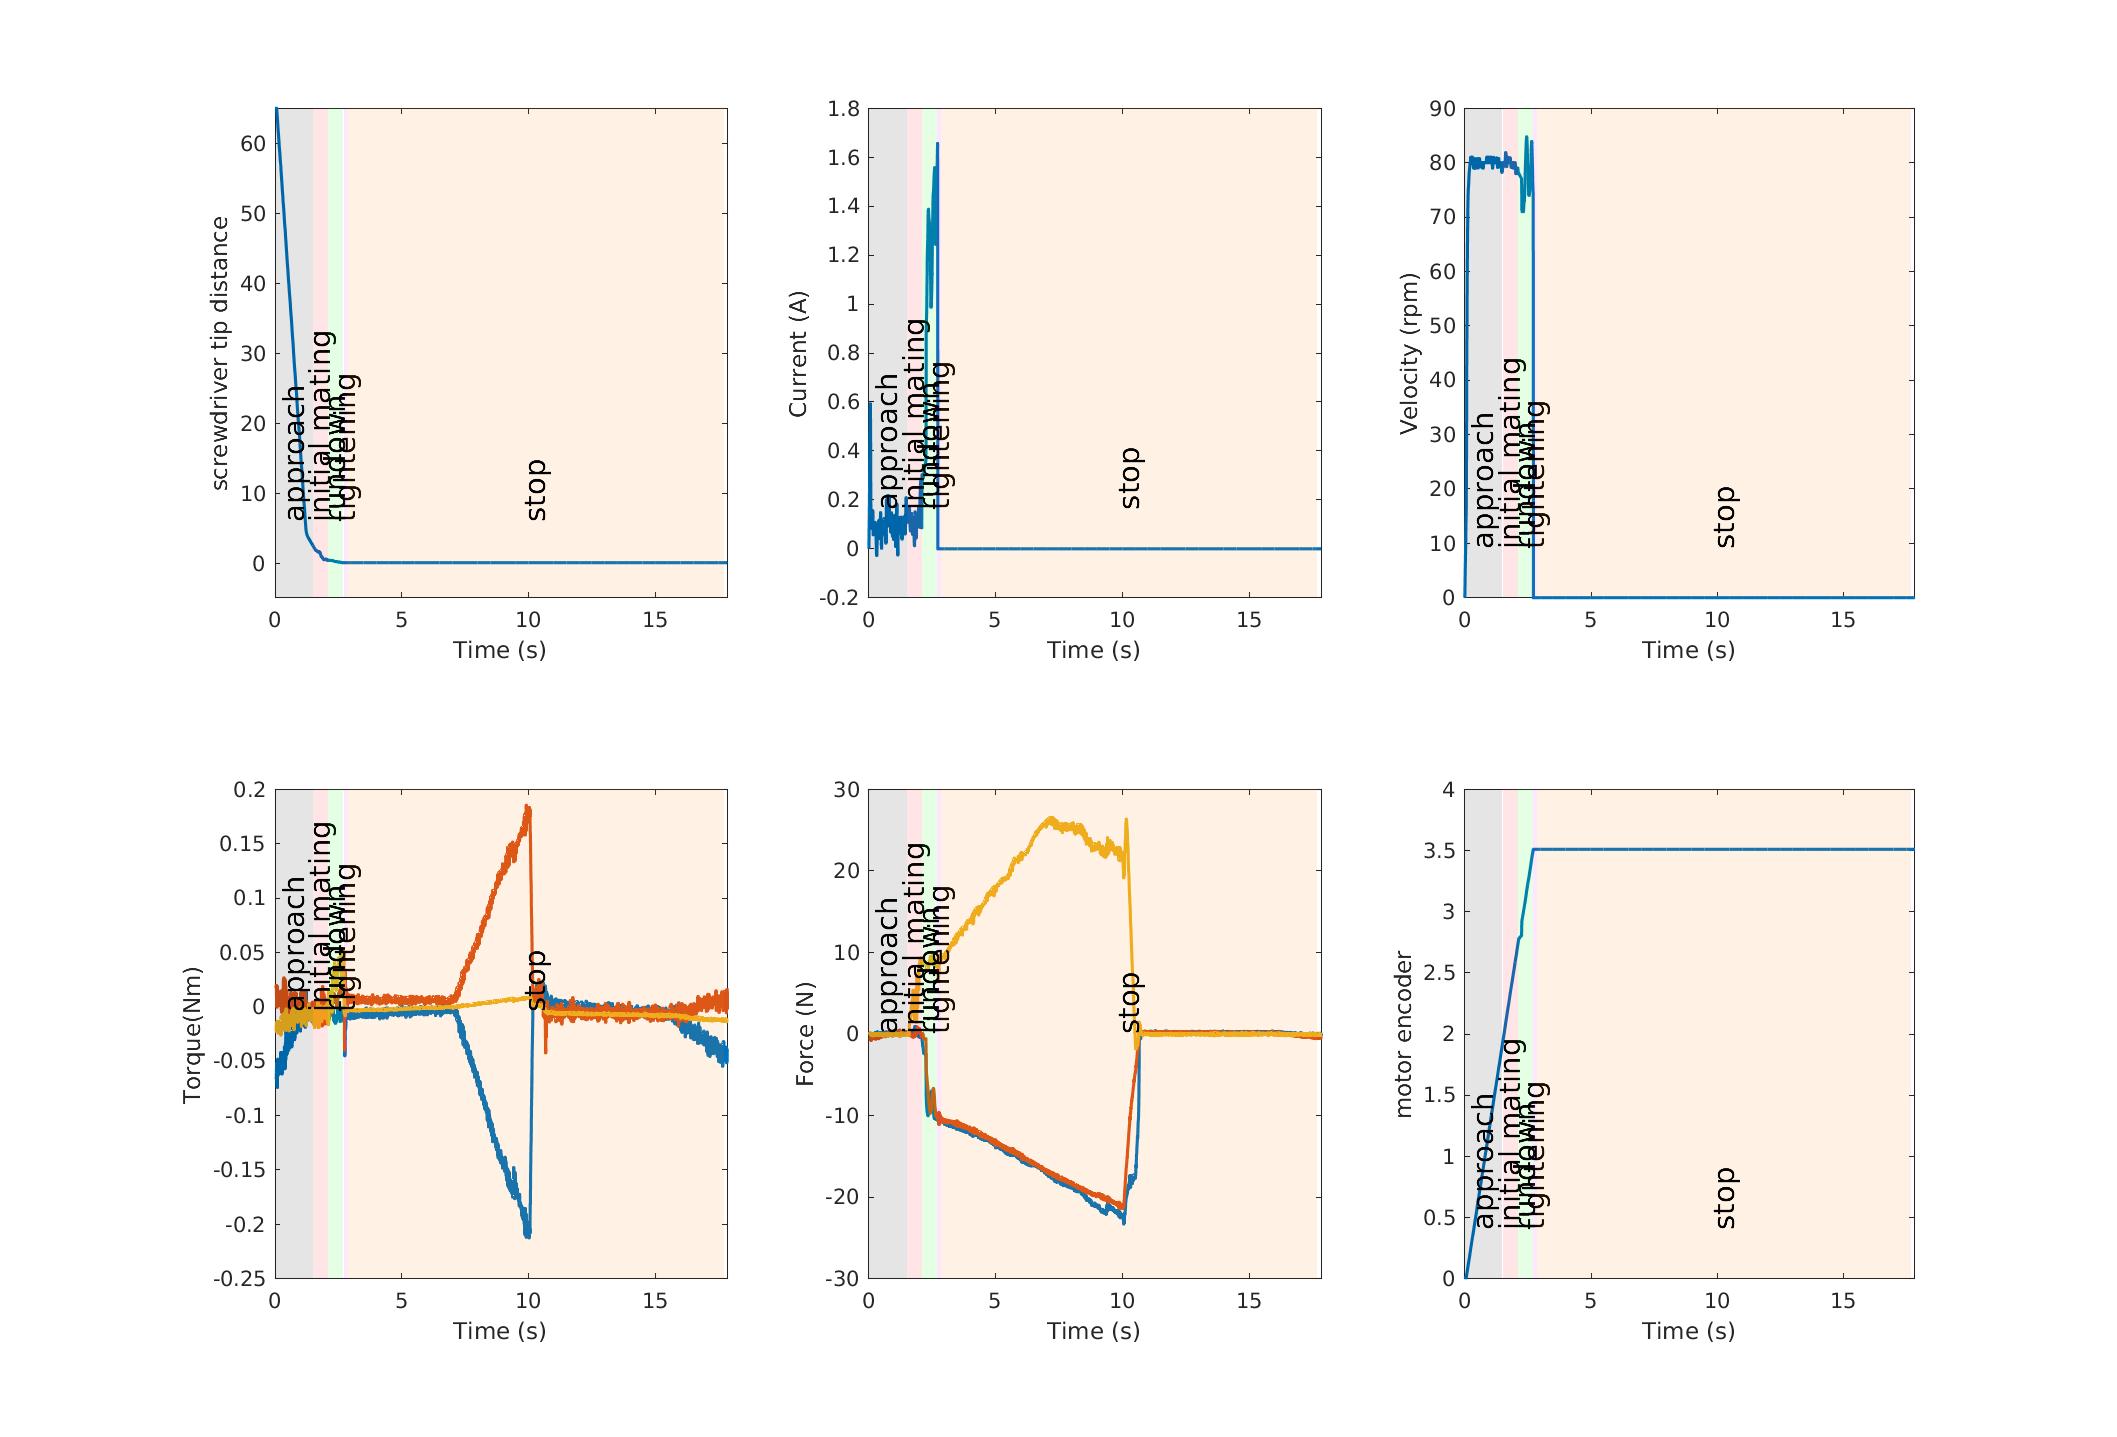 screwdriver tip distance
60
50
40
30
20
10
0
approach
initial mating
rundown
tightening
stop
0 5 10 15
Time (s)
Current (A)
1.8
1.6
1.4
1.2
1
0.8
0.6
0.4
0.2
0
-0.2
approach
initial mating
rundown
tightening
stop
0 5 10 15
Time (s)
Velocity (rpm)
90
80
70
60
50
40
30
20
10
0
approach
initial mating
rundown
tightening
stop
0 5 10 15
Time (s)
Torque(Nm)
0.2
0.15
0.1
0.05
0
-0.05
-0.1
-0.15
-0.2
-0.25
approach
initial mating
rundown
tightening
stop
0 5 10 15
Time (s)
Force (N)
30
20
10
0
-10
-20
-30
approach
initial mating
rundown
tightening
stop
0 5 10 15
Time (s)
motor encoder
4
3.5
3
2.5
2
1.5
1
0.5
0
approach
initial mating
rundown
tightening
stop
0 5 10 15
Time (s)